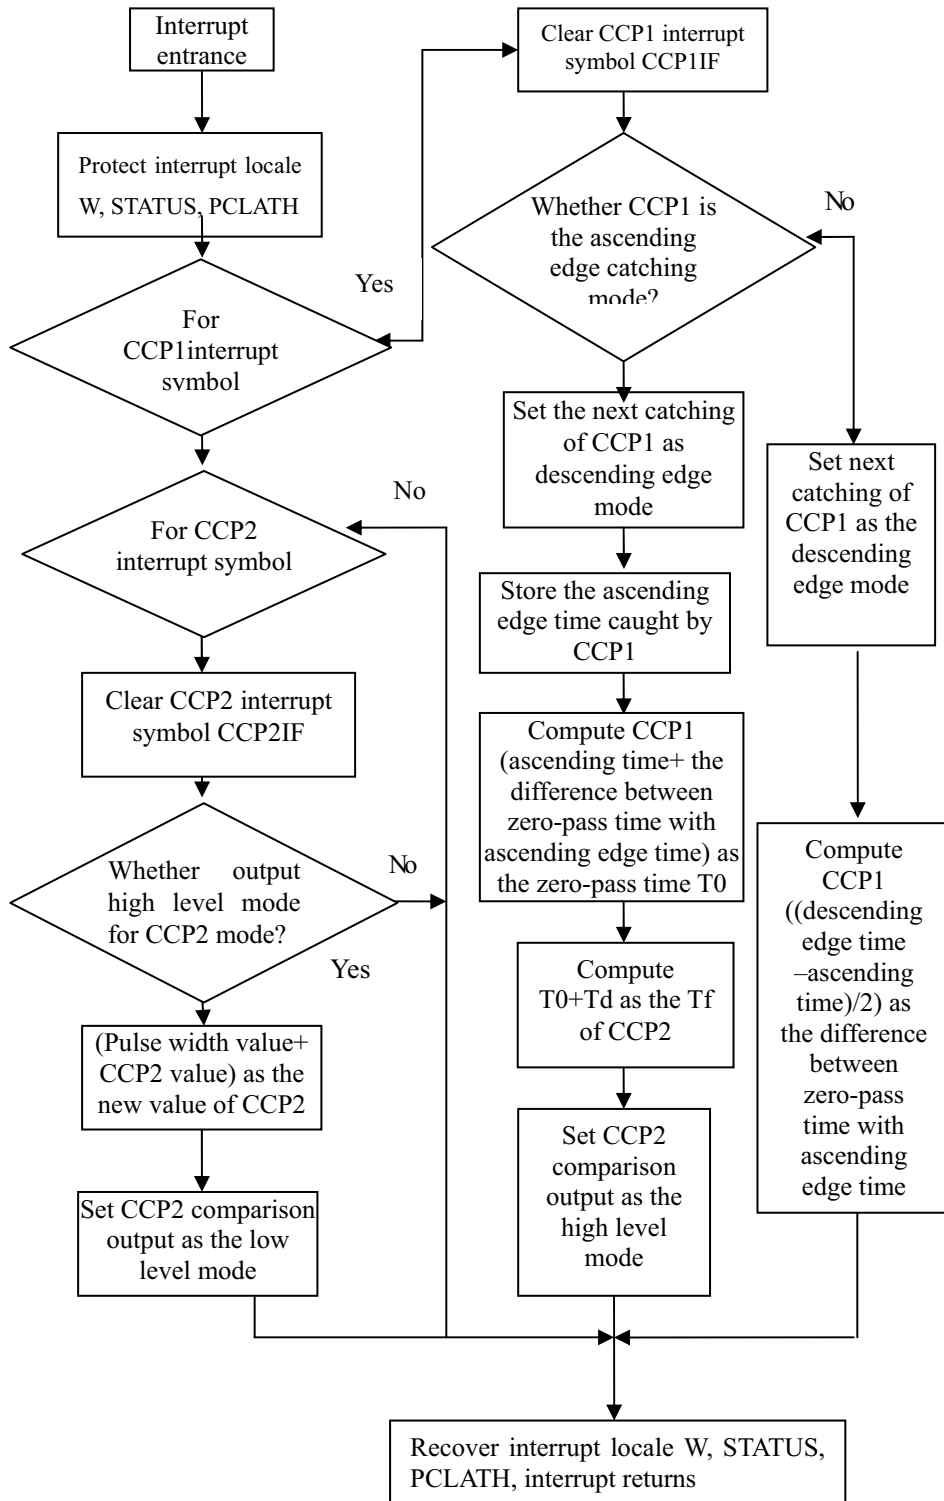 Interrupt
entrance
Protect interrupt locale
W, STATUS, PCLATH
Yes
For
CCP1interrupt
symbol
No
For CCP2
interrupt symbol
Clear CCP2 interrupt
symbol CCP2IF
Whether output
high level mode
for CCP2 mode?
No
Yes
(Pulse width value+
CCP2 value) as the
new value of CCP2
Set CCP2 comparison
output as the low
level mode
Clear CCP1 interrupt
symbol CCP1IF
Whether CCP1 is
the ascending
edge catching
mode?
No
Set the next catching
of CCP1 as
descending edge
mode
Store the ascending
edge time caught by
CCP1
Compute CCP1
(ascending time+ the
difference between
zero-pass time with
ascending edge time) as
the zero-pass time T0
Compute
T0+Td as the Tf
of CCP2
Set CCP2
comparison
output as the
high level
mode
Set next
catching of
CCP1 as the
descending
edge mode
Compute
CCP1
((descending
edge time
–ascending
time)/2) as
the difference
between
zero-pass
time with
ascending
edge time
Recover interrupt locale W, STATUS,
PCLATH, interrupt returns